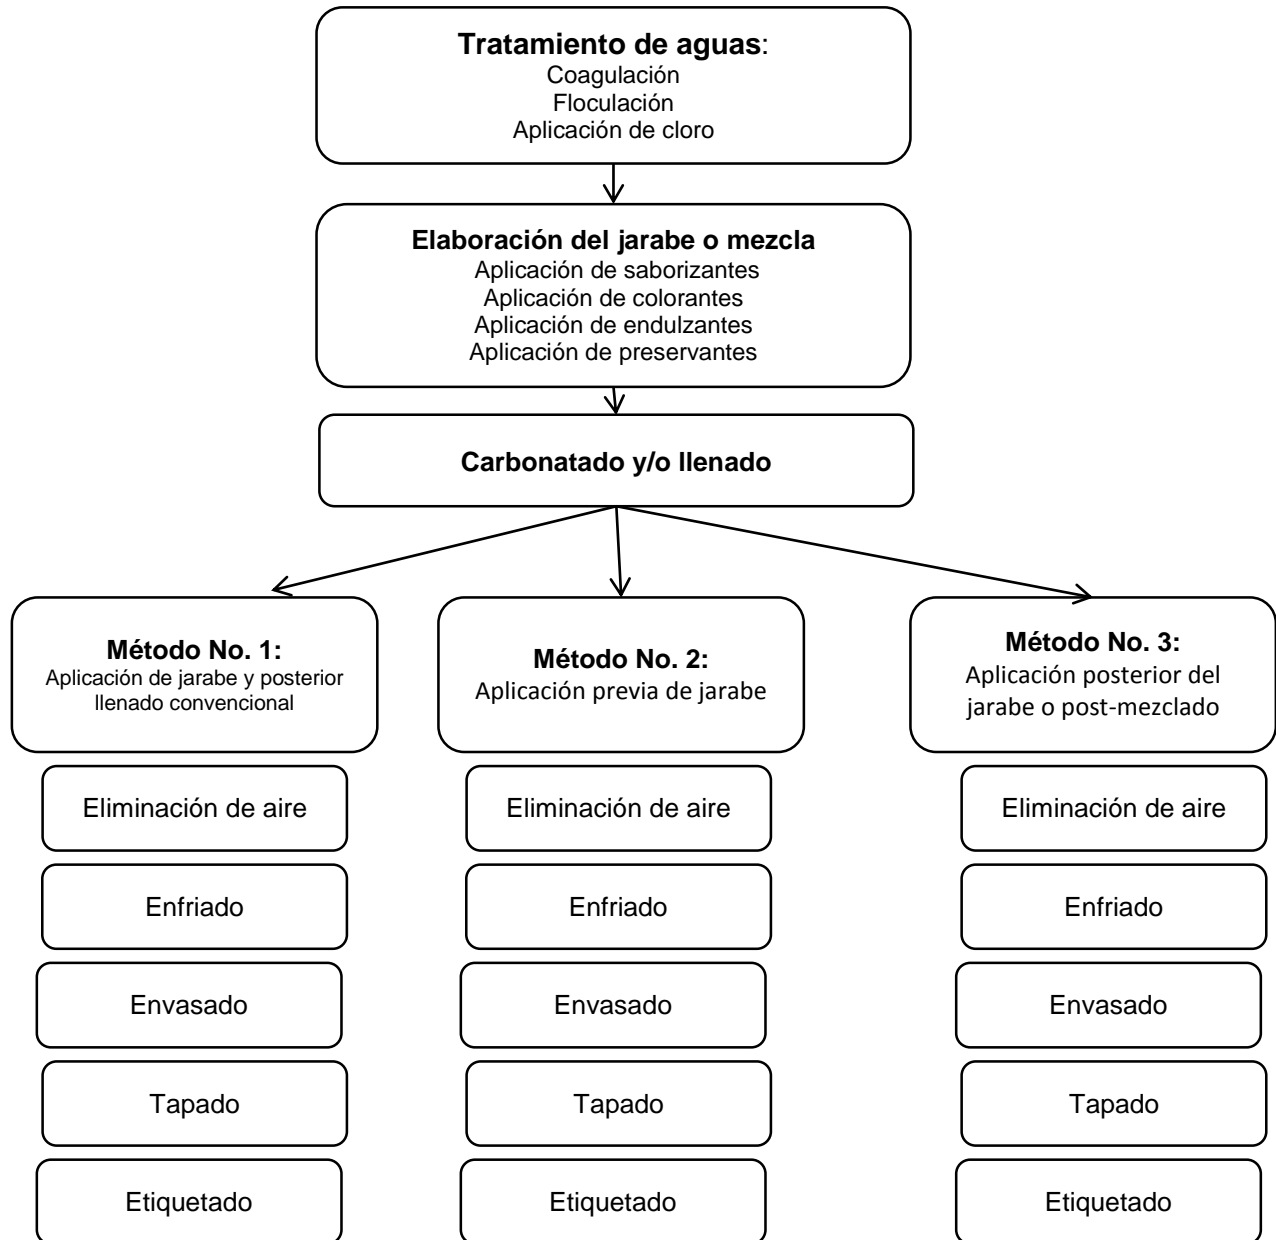 Tratamiento de aguas:
Coagulación
Floculación
Aplicación de cloro
Elaboración del jarabe o mezcla
Aplicación de saborizantes
Aplicación de colorantes
Aplicación de endulzantes
Aplicación de preservantes
Carbonatado y/o llenado
Método No. 1:
Aplicación de jarabe y posterior
llenado convencional
Eliminación de aire
Enfriado
Envasado
Tapado
Etiquetado
Método No. 2:
Aplicación previa de jarabe
Eliminación de aire
Enfriado
Envasado
Tapado
Etiquetado
Método No. 3:
Aplicación posterior del
jarabe o post-mezclado
Eliminación de aire
Enfriado
Envasado
Tapado
Etiquetado